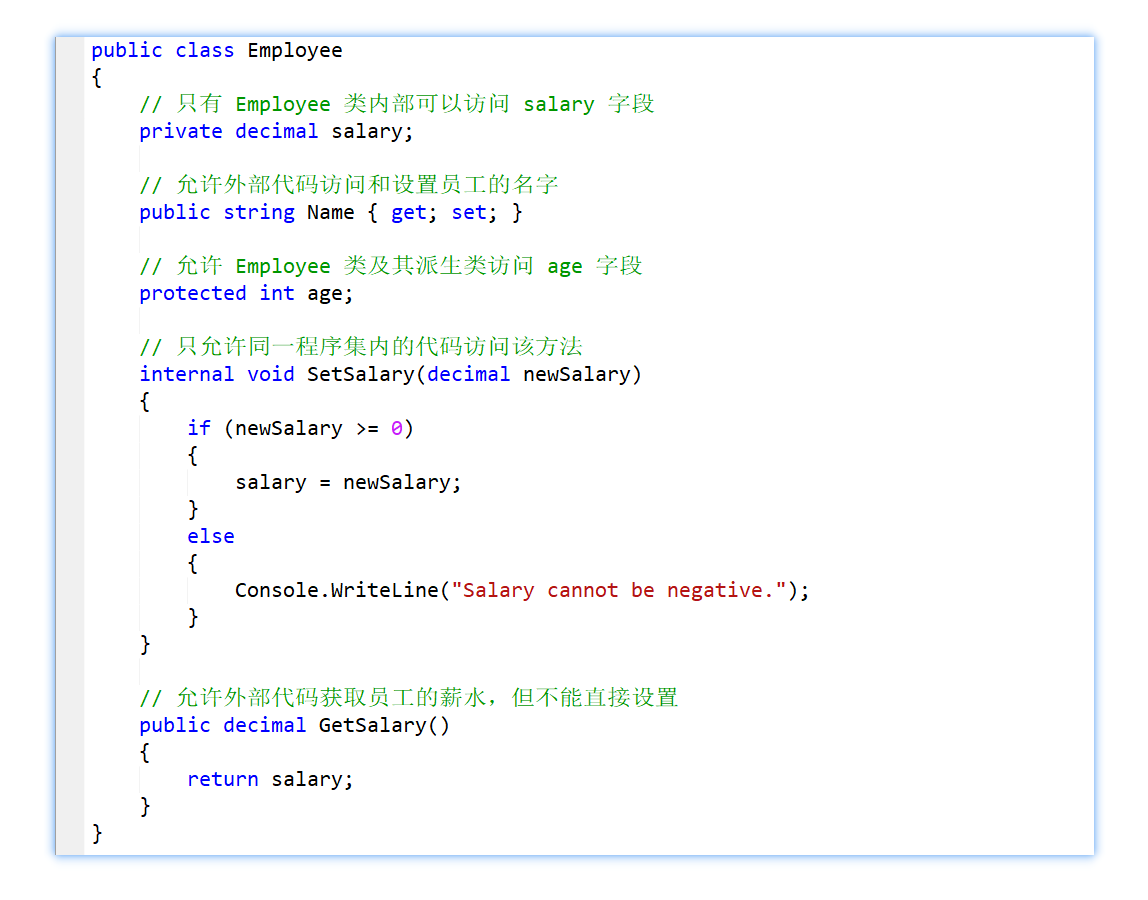 public class Employee
{
    // 只有 Employee 类内部可以访问 salary 字段
    private decimal salary;

    // 允许外部代码访问和设置员工的名字
    public string Name { get; set; }

    // 允许 Employee 类及其派生类访问 age 字段
    protected int age;

    // 只允许同一程序集内的代码访问该方法
    internal void SetSalary(decimal newSalary)
    {
        if (newSalary >= 0)
        {
            salary = newSalary;
        }
        else
        {
            Console.WriteLine("Salary cannot be negative.");
        }
    }

    // 允许外部代码获取员工的薪水，但不能直接设置
    public decimal GetSalary()
    {
        return salary;
    }
}